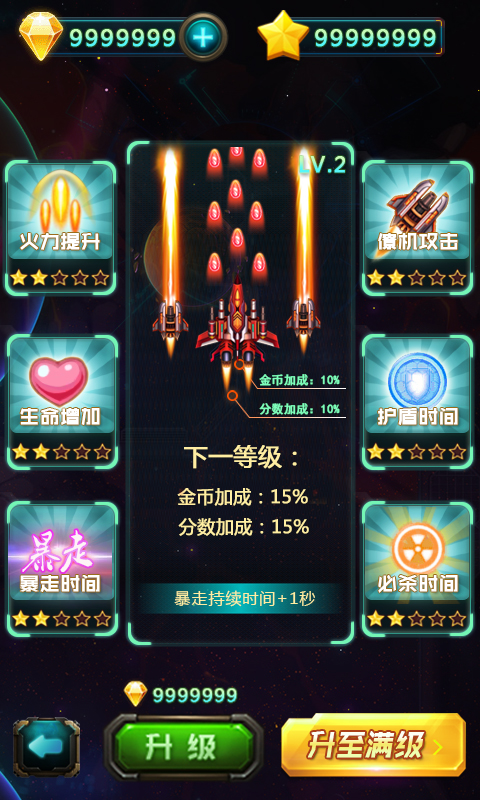 9999999
99999999
LV.2
火力提升
僚机攻击
金币加成：10%
分数加成：10%
生命增加
护盾时间
下一等级：
金币加成：15%
分数加成：15%
暴走
暴走时间
必杀时间
暴走持续时间+1秒
9999999
升级
升至满级